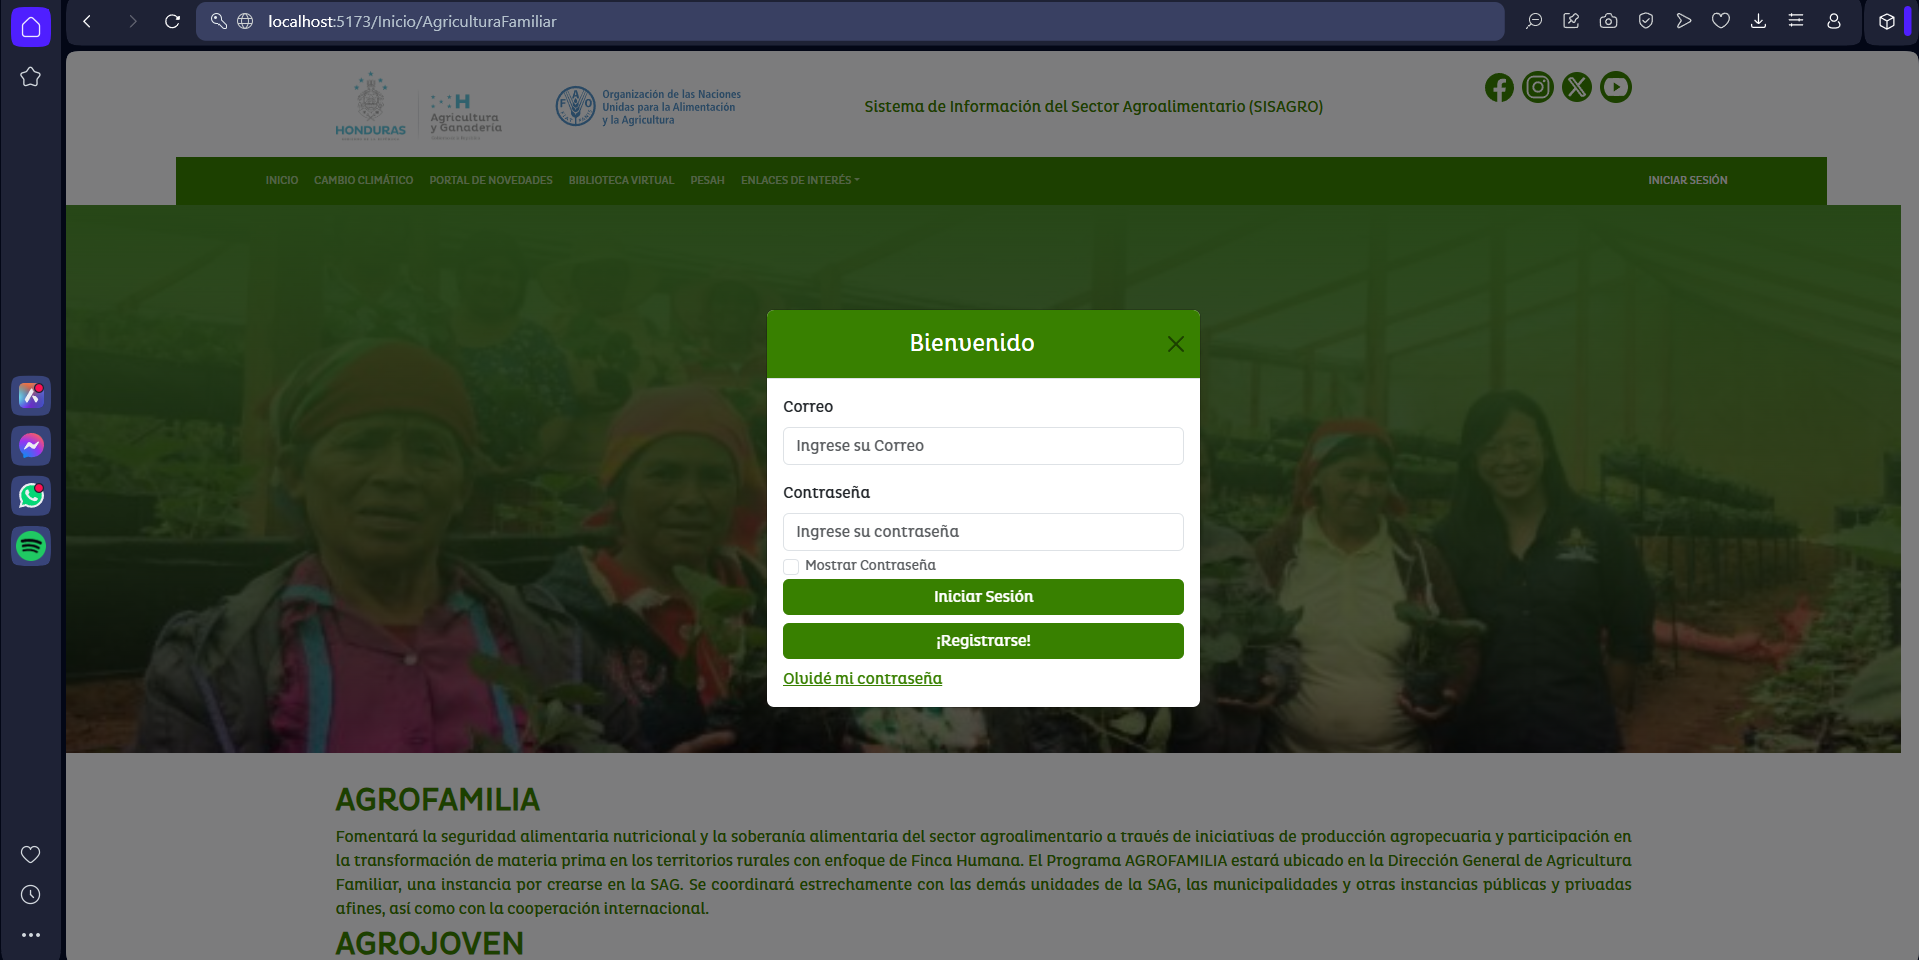 localhost:5173/Inicio/AgriculturaFamiliar
HONDURAS
H
Agricultura
y Ganadería
FAO
Organización de las Naciones
Unidas para la Alimentación
y la Agricultura
Sistema de Información del Sector Agroalimentario (SISAGRO)
INICIO CAMBIO CLIMÁTICO PORTAL DE NOVEDADES BIBLIOTECA VIRTUAL PESAH ENLACES DE INTERÉS INICIAR SESIÓN
Bienvenido
Correo
Ingrese su Correo
Contraseña
Ingrese su contraseña
Mostrar Contraseña
Iniciar Sesión
¡Registrarse!
Olvidé mi contraseña
AGROFAMILIA
Fomentará la seguridad alimentaria nutricional y la soberanía alimentaria del sector agroalimentario a través de iniciativas de producción agropecuaria y participación en
la transformación de materia prima en los territorios rurales con enfoque de Finca Humana. El Programa AGROFAMILIA estará ubicado en la Dirección General de Agricultura
Familiar, una instancia por crearse en la SAG. Se coordinará estrechamente con las demás unidades de la SAG, las municipalidades y otras instancias públicas y privadas
afines, así como con la cooperación internacional.
AGROJOVEN